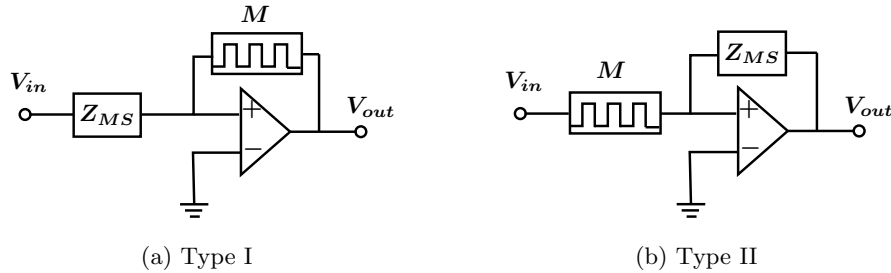 M
V_in
Z_MS
+
−
V_out
(a) Type I
Z_MS
V_in
M
+
−
V_out
(b) Type II